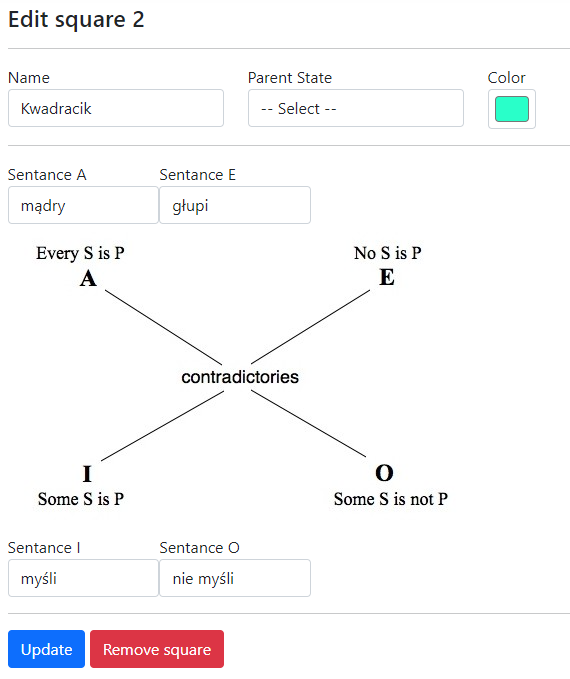 Edit square 2
Name Parent State Color
Kwadracik -- Select --
Sentance A Sentance E
mądry głupi
Every S is P No S is P
A E
contradictories
I O
Some S is P Some S is not P
Sentance I Sentance O
myśli nie myśli
Update Remove square